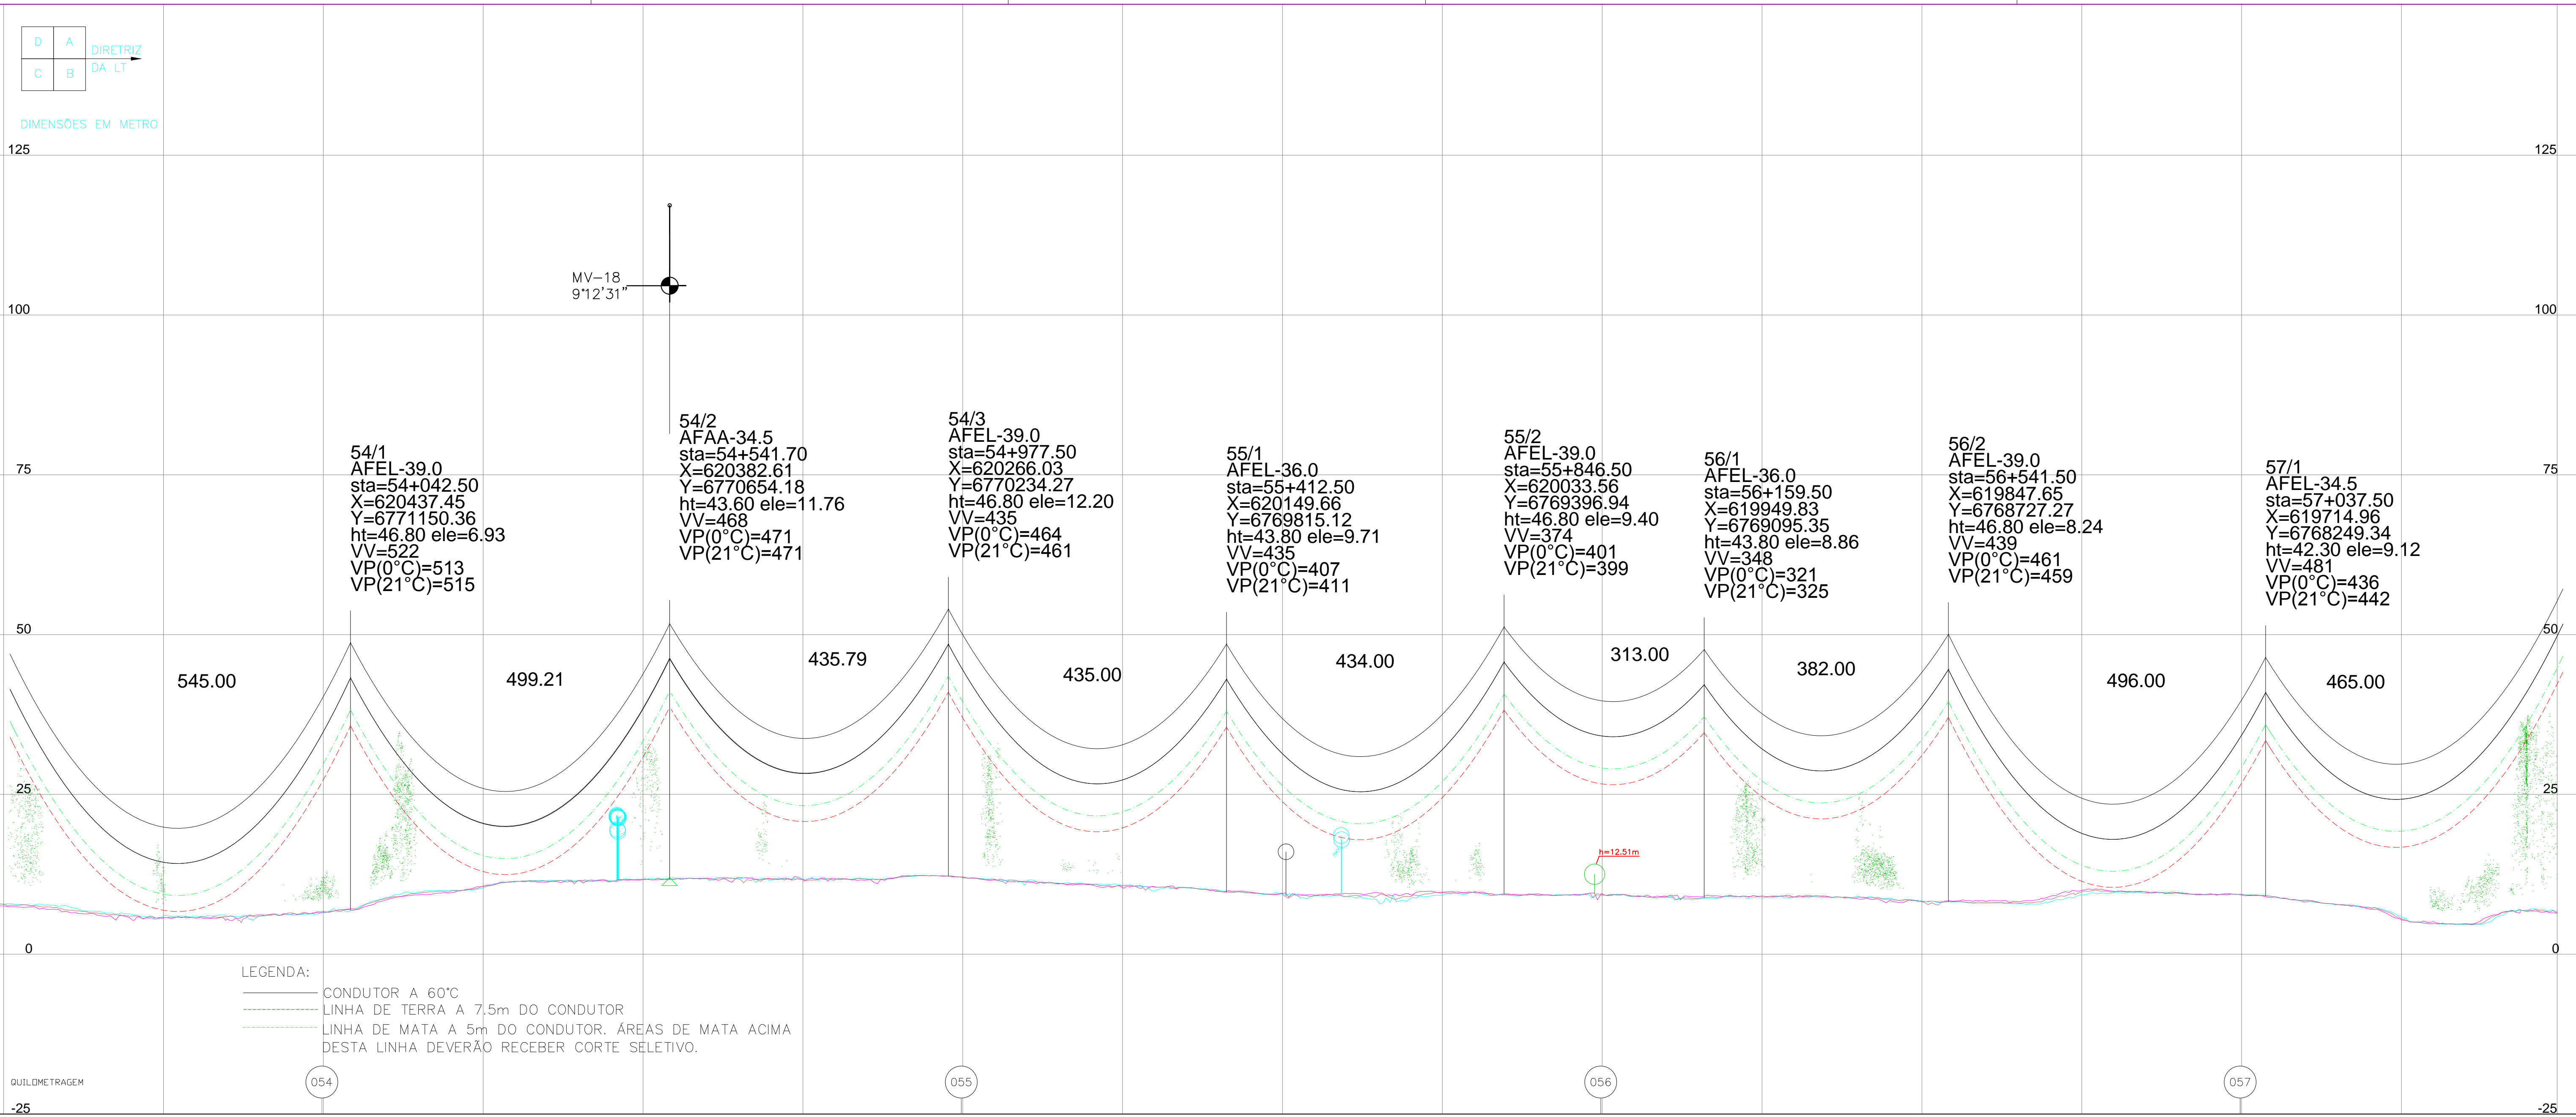 D A
DIRETRIZ
DA LT
C B
DIMENSÕES EM METRO
125
125
100
100
75
75
50
50
25
25
0
0
-25
-25
MV-18
9°12'31"
54/1
AFEL-39.0
sta=54+042.50
X=620437.45
Y=6771150.36
ht=46.80 ele=6.93
VV=522
VP(0°C)=513
VP(21°C)=515
54/2
AFAA-34.5
sta=54+541.70
X=620382.61
Y=6770654.18
ht=43.60 ele=11.76
VV=468
VP(0°C)=471
VP(21°C)=471
54/3
AFEL-39.0
sta=54+977.50
X=620266.03
Y=6770234.27
ht=46.80 ele=12.20
VV=435
VP(0°C)=464
VP(21°C)=461
55/1
AFEL-36.0
sta=55+412.50
X=620149.66
Y=6769815.12
ht=43.80 ele=9.71
VV=435
VP(0°C)=407
VP(21°C)=411
55/2
AFEL-39.0
sta=55+846.50
X=620033.56
Y=6769396.94
ht=46.80 ele=9.40
VV=374
VP(0°C)=401
VP(21°C)=399
56/1
AFEL-36.0
sta=56+159.50
X=619949.83
Y=6769095.35
ht=43.80 ele=8.86
VV=348
VP(0°C)=321
VP(21°C)=325
56/2
AFEL-39.0
sta=56+541.50
X=619847.65
Y=6768727.27
ht=46.80 ele=8.24
VV=439
VP(0°C)=461
VP(21°C)=459
57/1
AFEL-34.5
sta=57+037.50
X=619714.96
Y=6768249.34
ht=42.30 ele=9.12
VV=481
VP(0°C)=436
VP(21°C)=442
545.00
499.21
435.79
435.00
434.00
313.00
382.00
496.00
465.00
h=12.51m
LEGENDA:
CONDUTOR A 60°C
LINHA DE TERRA A 7.5m DO CONDUTOR
LINHA DE MATA A 5m DO CONDUTOR. ÁREAS DE MATA ACIMA
DESTA LINHA DEVERÃO RECEBER CORTE SELETIVO.
QUILOMETRAGEM
054
055
056
057